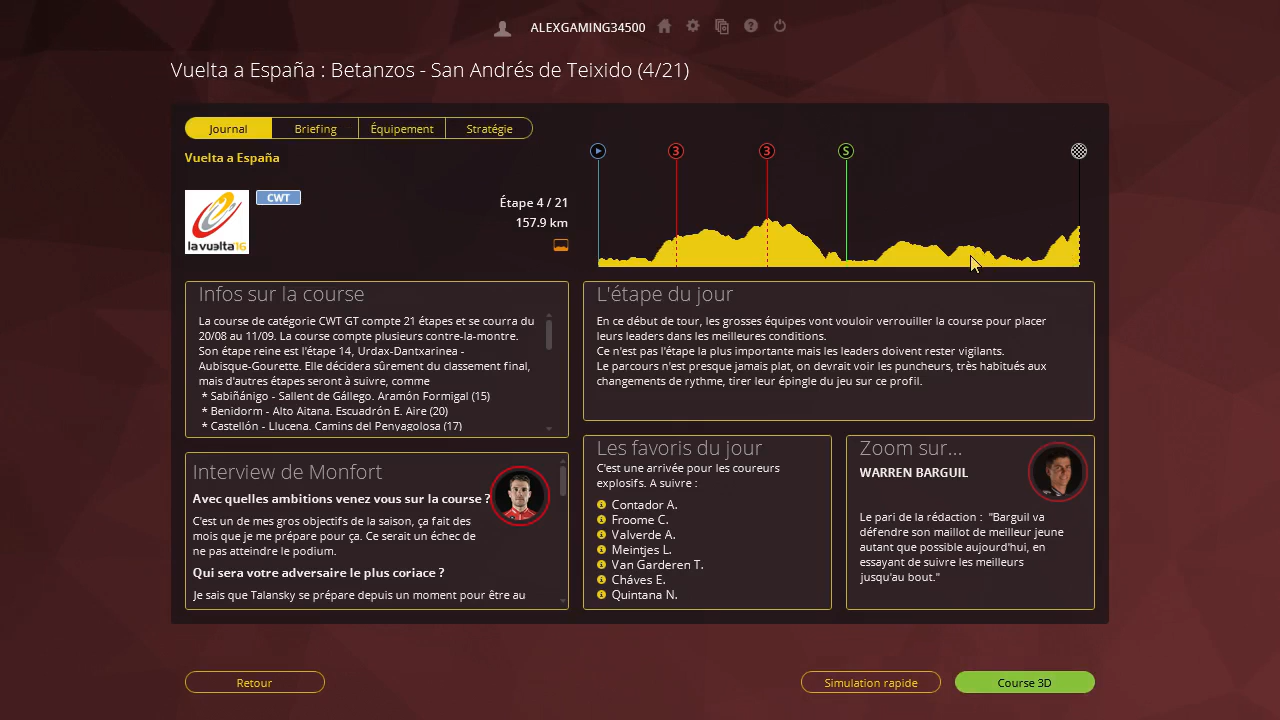 ALEXGAMING34500
Vuelta a España : Betanzos - San Andrés de Teixido (4/21)
Journal
Briefing
Équipement
Stratégie
Vuelta a España
la vuelta16
CWT
Étape 4 / 21
157.9 km
3
3
S
Infos sur la course
La course de catégorie CWT GT compte 21 étapes et se courra du
20/08 au 11/09. La course compte plusieurs contre-la-montre.
Son étape reine est l'étape 14, Urdax-Dantxarinea -
Aubisque-Gourette. Elle décidera sûrement du classement final,
mais d'autres étapes seront à suivre, comme
* Sabiñánigo - Sallent de Gállego. Aramón Formigal (15)
* Benidorm - Alto Aitana. Escuadrón E. Aire (20)
* Castellón - Llucena. Camins del Penyagolosa (17)
L'étape du jour
En ce début de tour, les grosses équipes vont vouloir verrouiller la course pour placer
leurs leaders dans les meilleures conditions.
Ce n'est pas l'étape la plus importante mais les leaders doivent rester vigilants.
Le parcours n'est presque jamais plat, on devrait voir les puncheurs, très habitués aux
changements de rythme, tirer leur épingle du jeu sur ce profil.
Interview de Monfort
Avec quelles ambitions venez vous sur la course ?
C'est un de mes gros objectifs de la saison, ça fait des
mois que je me prépare pour ça. Ce serait un échec de
ne pas atteindre le podium.
Qui sera votre adversaire le plus coriace ?
Je sais que Talansky se prépare depuis un moment pour être au
Les favoris du jour
C'est une arrivée pour les coureurs
explosifs. A suivre :
Contador A.
Froome C.
Valverde A.
Meintjes L.
Van Garderen T.
Cháves E.
Quintana N.
Zoom sur...
WARREN BARGUIL
Le pari de la rédaction : "Barguil va
défendre son maillot de meilleur jeune
autant que possible aujourd'hui, en
essayant de suivre les meilleurs
jusqu'au bout."
Retour
Simulation rapide
Course 3D